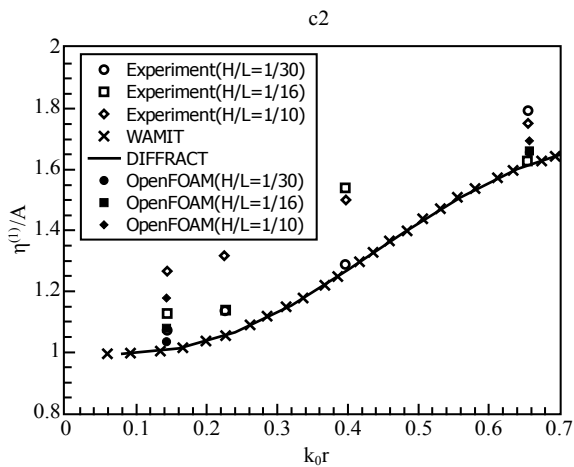 c2
η(1)/A
2
1.8
1.6
1.4
1.2
1
0.8
Experiment(H/L=1/30)
Experiment(H/L=1/16)
Experiment(H/L=1/10)
WAMIT
DIFFRACT
OpenFOAM(H/L=1/30)
OpenFOAM(H/L=1/16)
OpenFOAM(H/L=1/10)
0 0.1 0.2 0.3 0.4 0.5 0.6 0.7
k0r